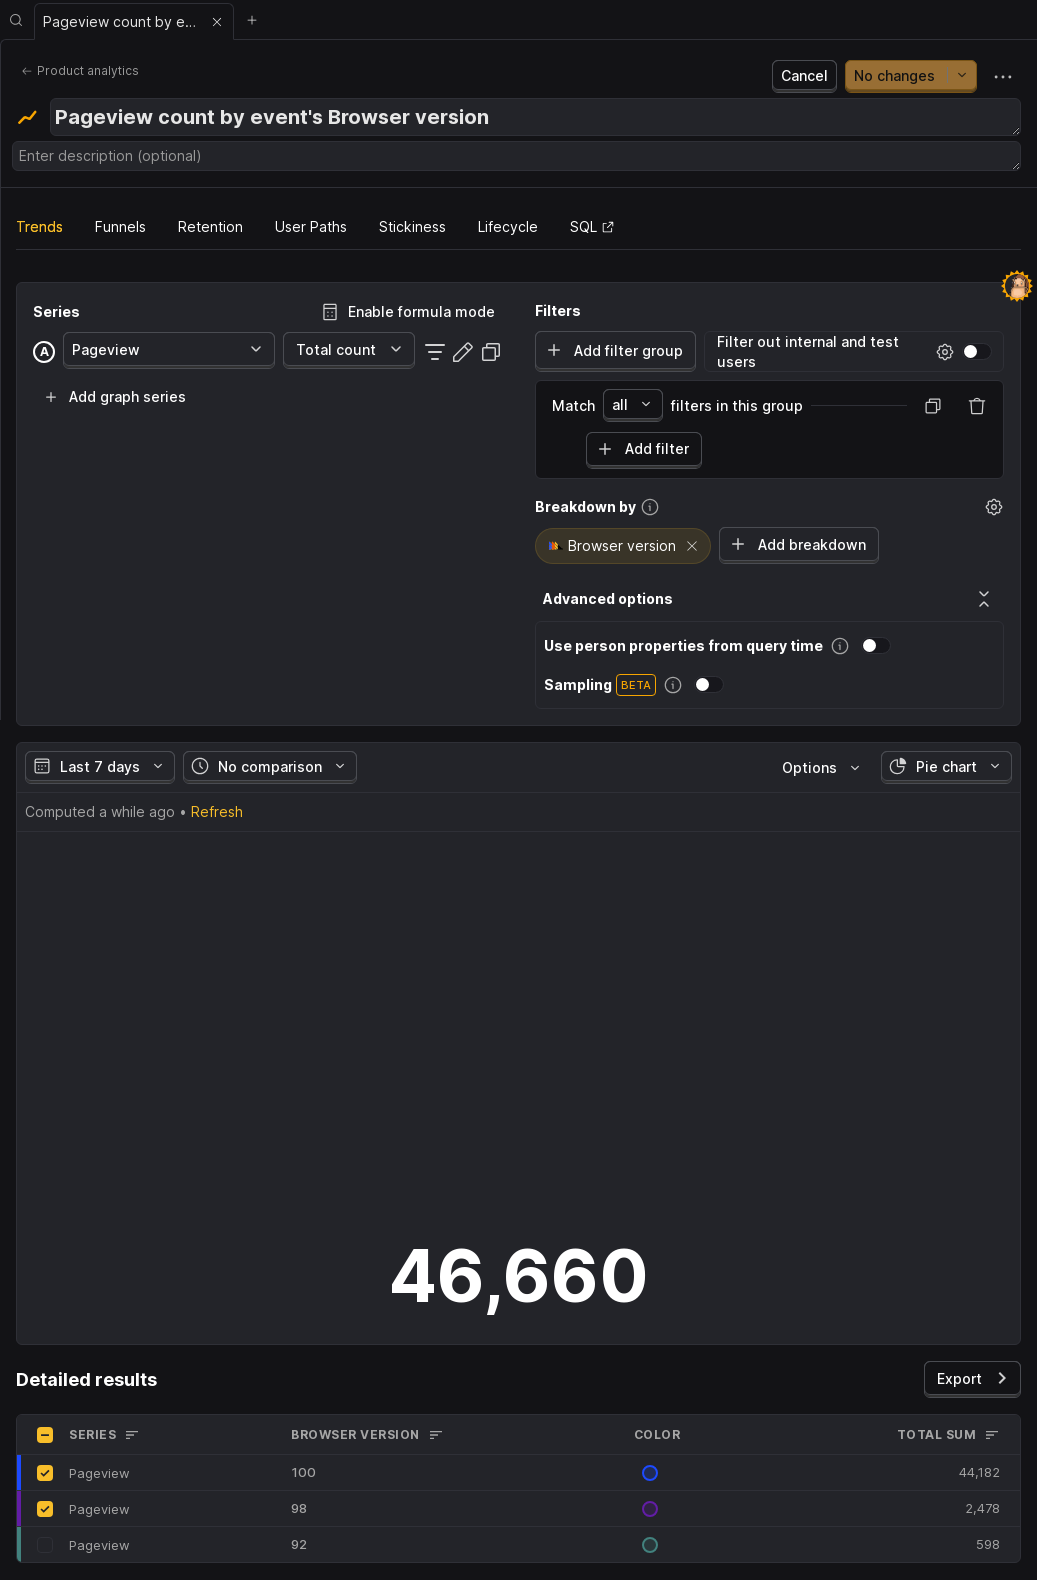 Pageview count by e...
Product analytics
Cancel
No changes
Pageview count by event's Browser version
Enter description (optional)
Trends
Funnels
Retention
User Paths
Stickiness
Lifecycle
SQL
Series
Enable formula mode
A
Pageview
Total count
Add graph series
Filters
Add filter group
Filter out internal and test
users
Match
all
filters in this group
Add filter
Breakdown by
Browser version
Add breakdown
Advanced options
Use person properties from query time
Sampling
BETA
Last 7 days
No comparison
Options
Pie chart
Computed a while ago • Refresh
46,660
Detailed results
Export
SERIES
BROWSER VERSION
COLOR
TOTAL SUM
Pageview
100
44,182
Pageview
98
2,478
Pageview
92
598